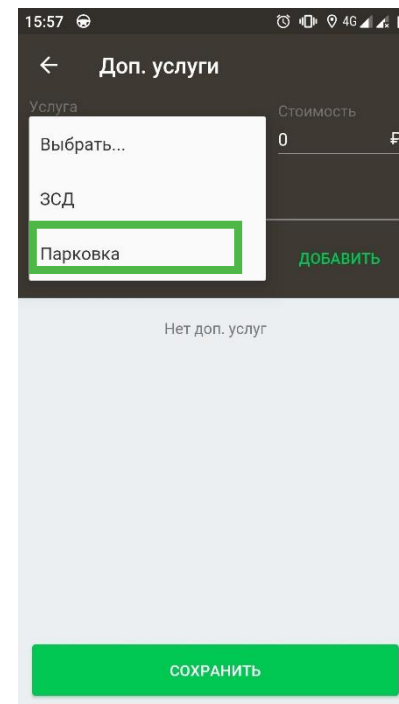 15:57 4G
Доп. услуги
Услуга Стоимость
Выбрать... 0 ₽
ЗСД
Парковка ДОБАВИТЬ
Нет доп. услуг
СОХРАНИТЬ